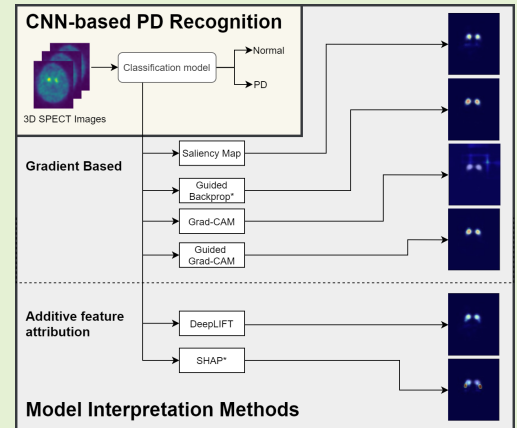 CNN-based PD Recognition
Classification model
Normal
PD
3D SPECT Images
Gradient Based
Saliency Map
Guided
Backprop*
Grad-CAM
Guided
Grad-CAM
Additive feature
attribution
DeepLIFT
SHAP*
Model Interpretation Methods